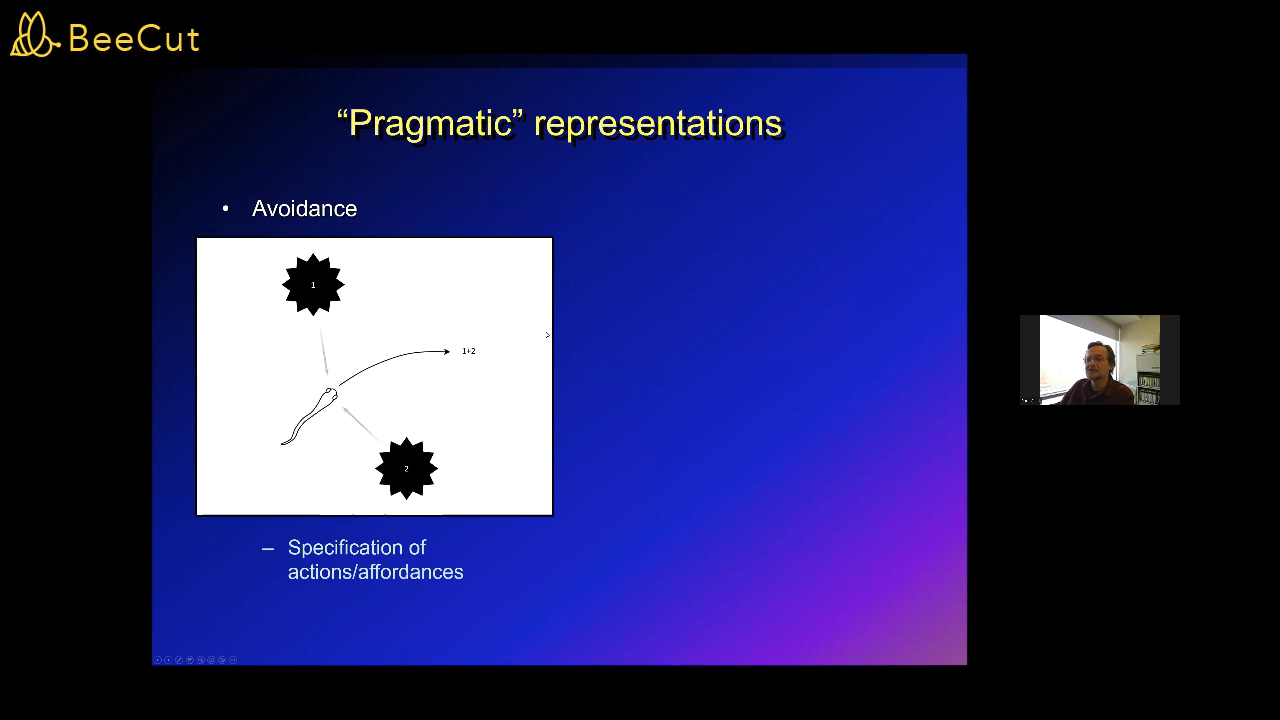 BeeCut
“Pragmatic” representations
• Avoidance
1
1+2
2
– Specification of
actions/affordances